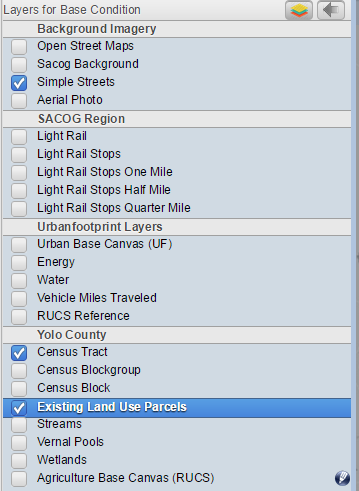 Layers for Base Condition
Background Imagery
Open Street Maps
Sacog Background
Simple Streets
Aerial Photo
SACOG Region
Light Rail
Light Rail Stops
Light Rail Stops One Mile
Light Rail Stops Half Mile
Light Rail Stops Quarter Mile
Urbanfootprint Layers
Urban Base Canvas (UF)
Energy
Water
Vehicle Miles Traveled
RUCS Reference
Yolo County
Census Tract
Census Blockgroup
Census Block
Existing Land Use Parcels
Streams
Vernal Pools
Wetlands
Agriculture Base Canvas (RUCS)